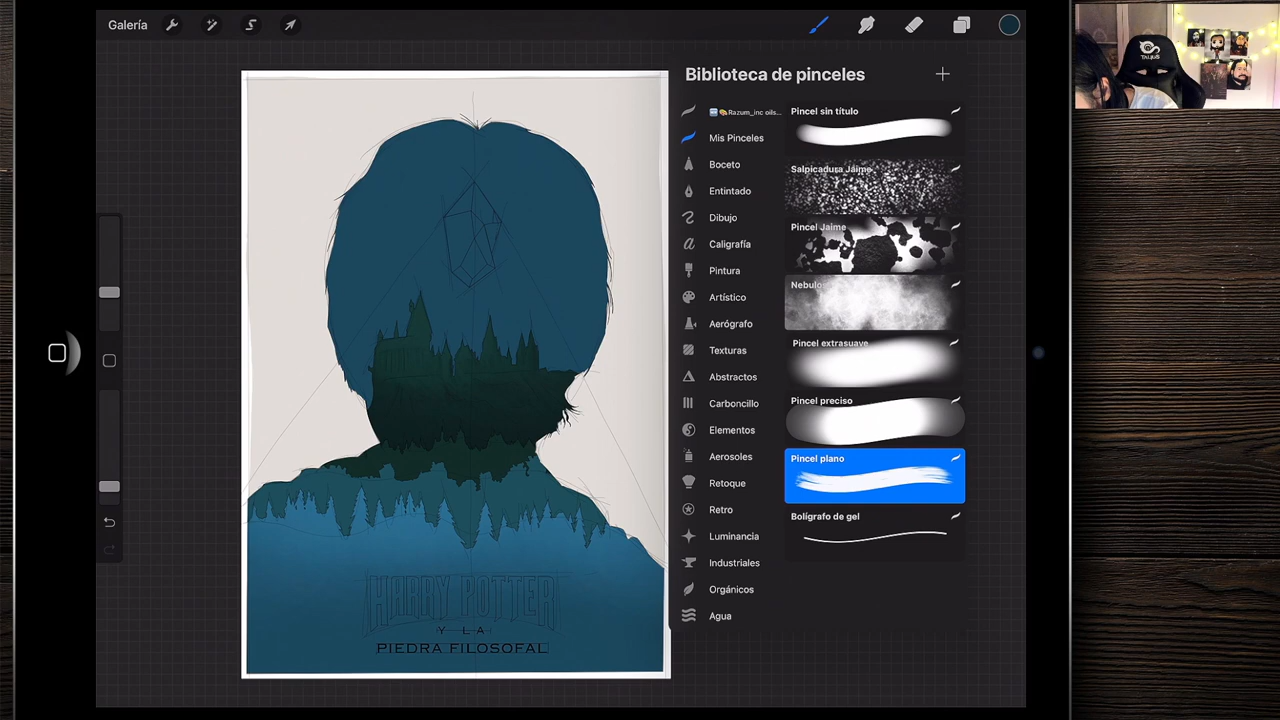 Galería
Biblioteca de pinceles
Razum_inc oils...
Mis Pinceles
Boceto
Entintado
Dibujo
Caligrafía
Pintura
Artístico
Aerógrafo
Texturas
Abstractos
Carboncillo
Elementos
Aerosoles
Retoque
Retro
Luminancia
Industriales
Orgánicos
Agua
Pincel sin título
Salpicadura Jaime
Pincel Jaime
Pincel extrasuave
Pincel preciso
Pincel plano
Bolígrafo de gel
HARRY POTTER
Y LA
PIEDRA FILOSOFAL